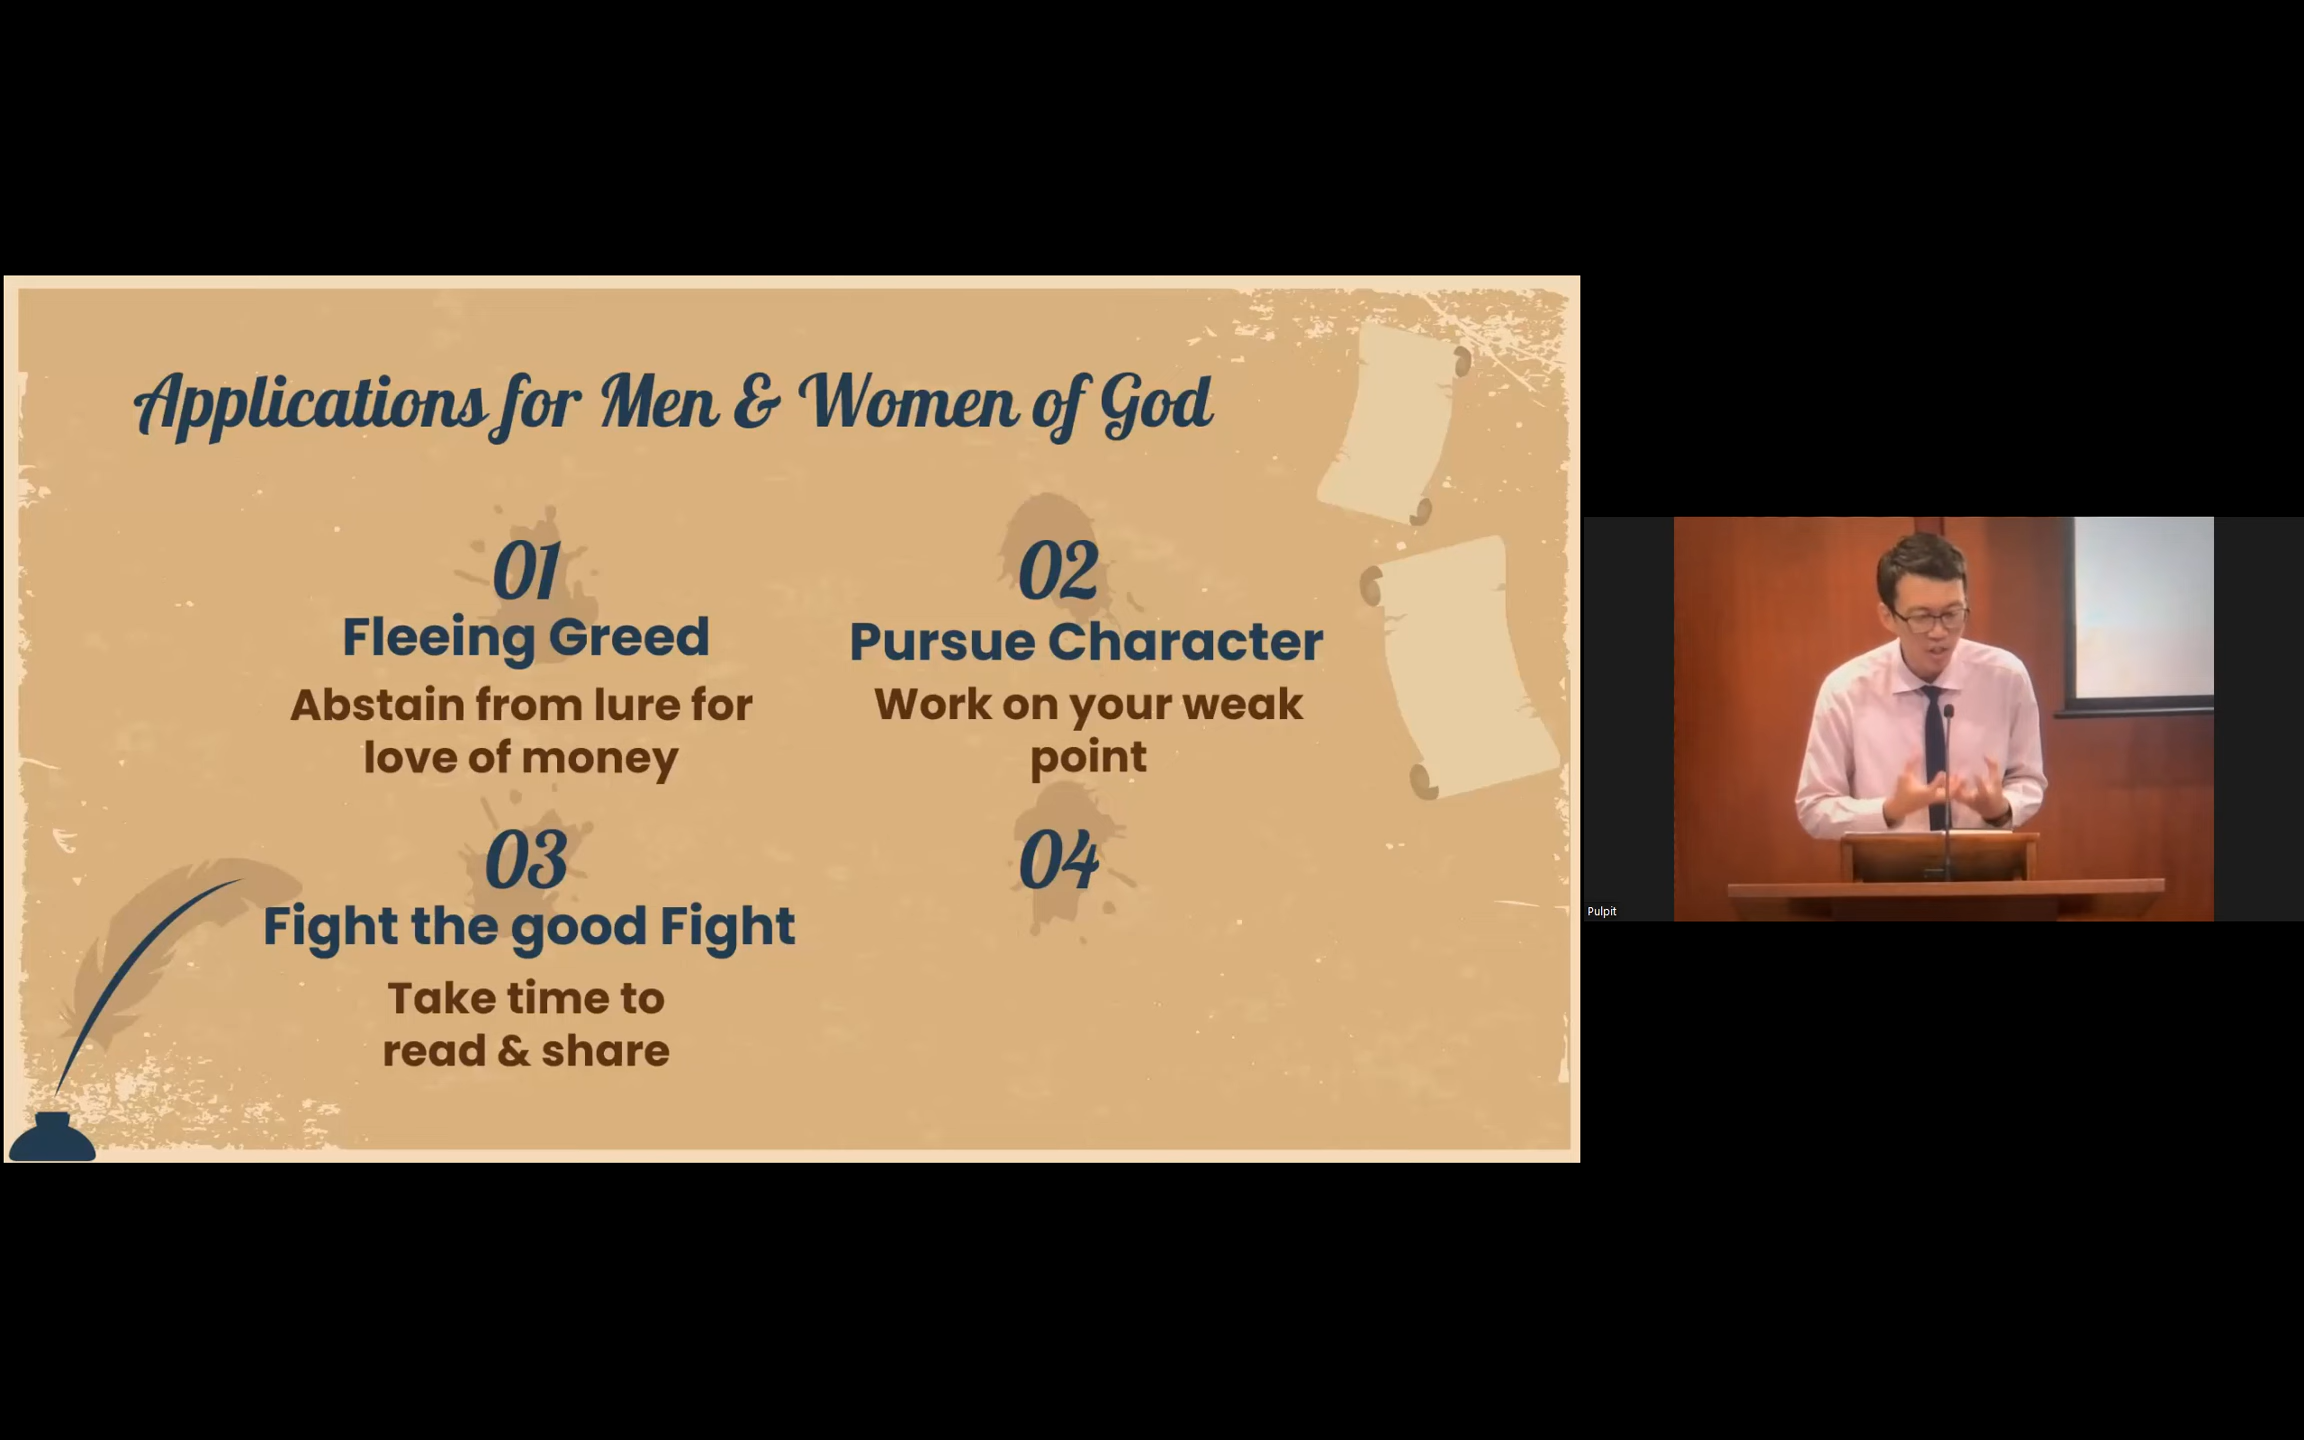 Applications for Men & Women of God
01
Fleeing Greed
Abstain from lure for
love of money
02
Pursue Character
Work on your weak
point
03
Fight the good Fight
Take time to
read & share
04
Pulpit